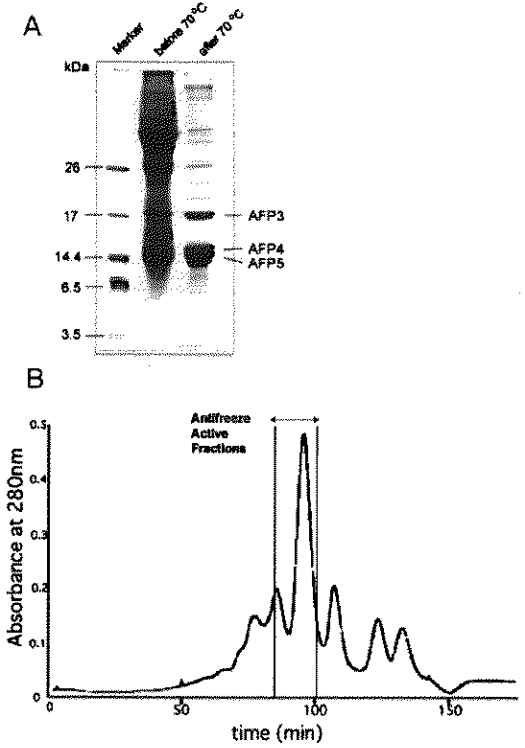 A
Marker
before 70 °C
after 70 °C
kDa
26
17
14.4
6.5
3.5
AFP3
AFP4
AFP5
B
Antifreeze
Active
Fractions
Absorbance at 280nm
0.5
0.4
0.3
0.2
0.1
0
0
50
100
150
time (min)